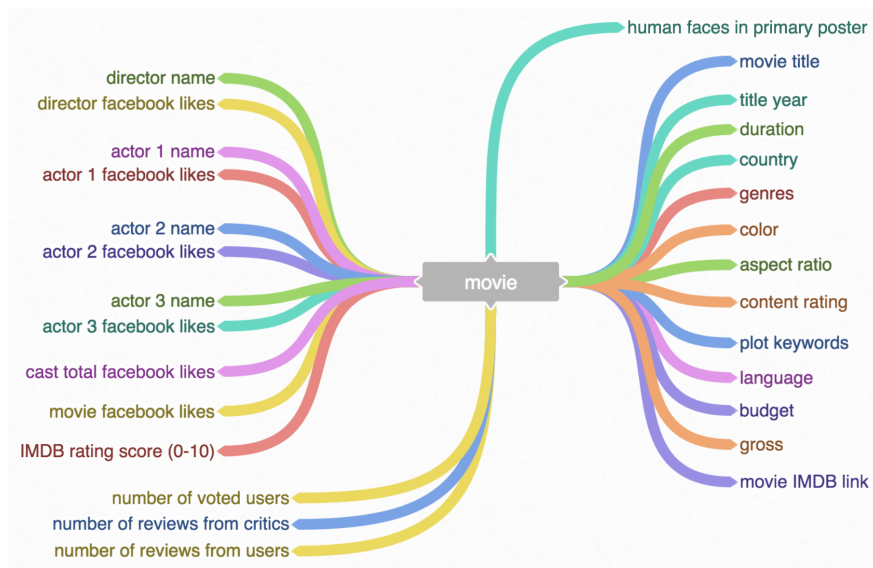 human faces in primary poster
director name
director facebook likes
actor 1 name
actor 1 facebook likes
actor 2 name
actor 2 facebook likes
actor 3 name
actor 3 facebook likes
cast total facebook likes
movie facebook likes
IMDB rating score (0-10)
number of voted users
number of reviews from critics
number of reviews from users
movie
movie title
title year
duration
country
genres
color
aspect ratio
content rating
plot keywords
language
budget
gross
movie IMDB link